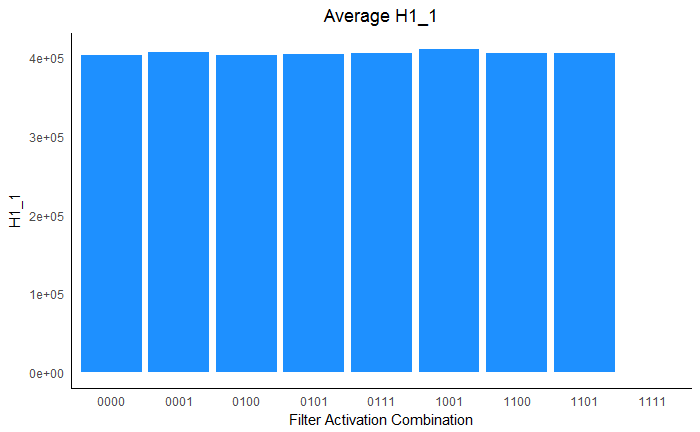 Average H1_1
H1_1
4e+05
3e+05
2e+05
1e+05
0e+00
0000 0001 0100 0101 0111 1001 1100 1101 1111
Filter Activation Combination